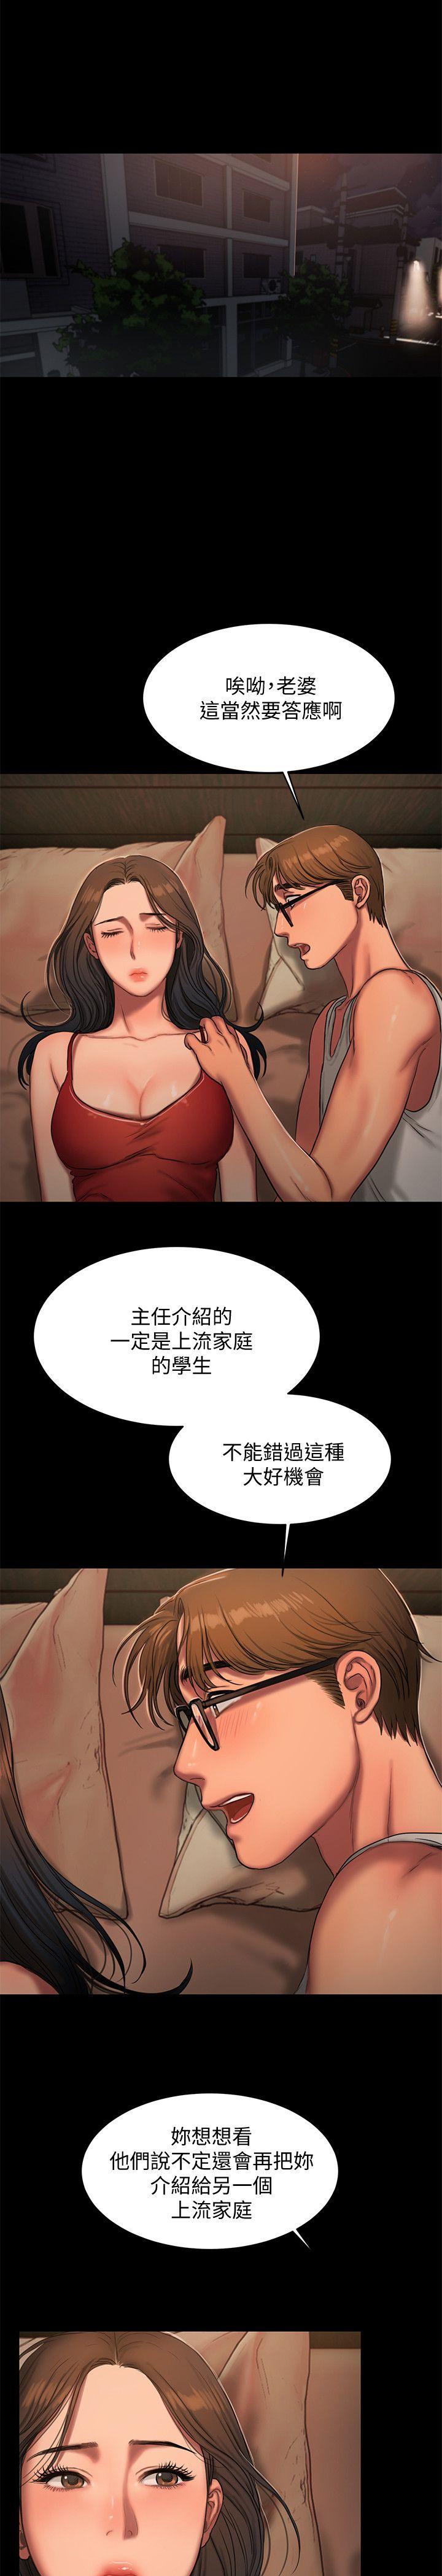 唉呦，老婆
這當然要答應啊
主任介紹的
一定是上流家庭
的學生
不能錯過這種
大好機會
妳想想看
他們說不定還會再把妳
介紹給另一個
上流家庭